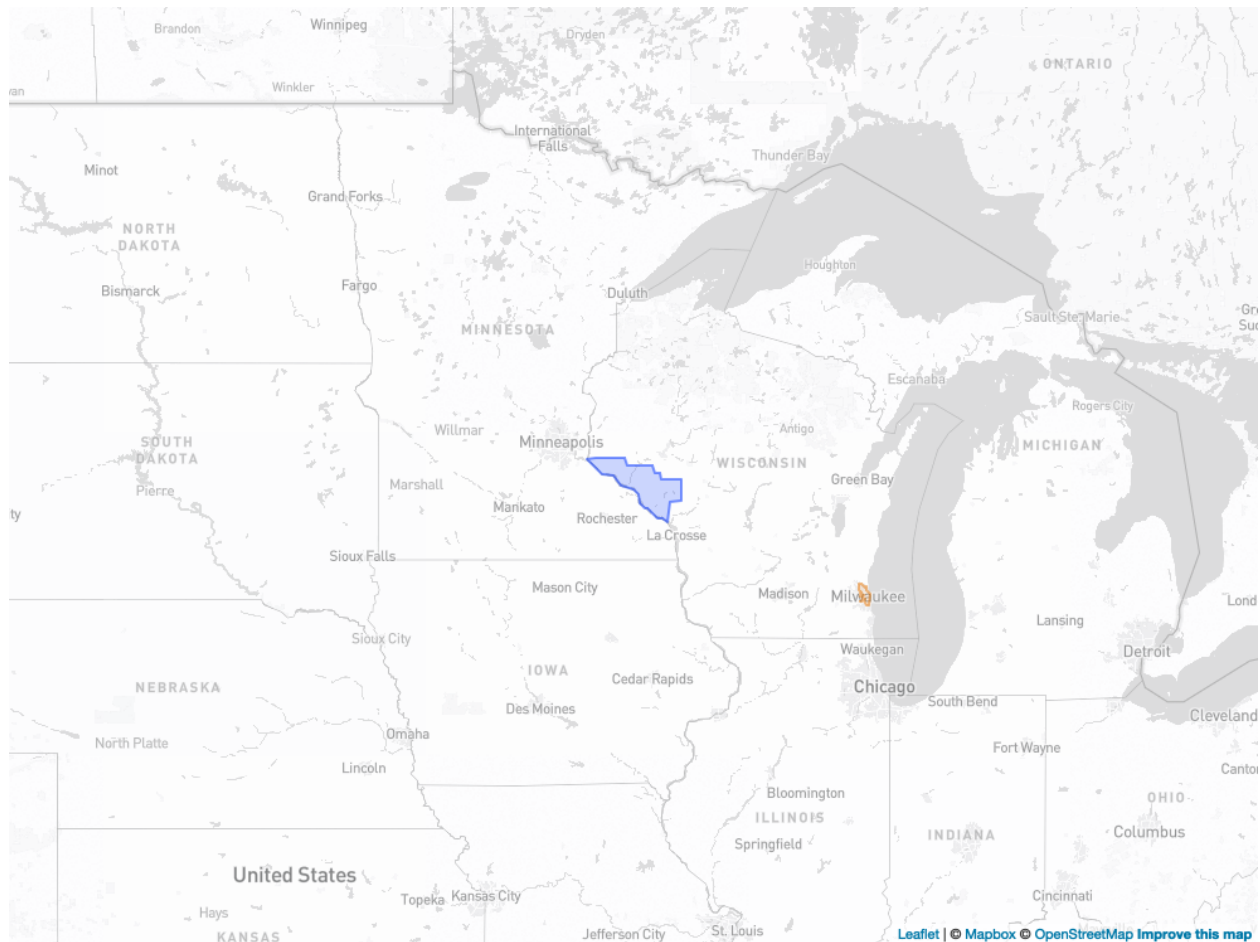 Brandon
Winnipeg
Dryden
ONTARIO
van
Winkler
International
Falls
Thunder Bay
Minot
Grand Forks
NORTH
DAKOTA
Houghton
Bismarck
Fargo
Duluth
Sault Ste. Marie
MINNESOTA
Escanaba
Rogers City
Willmar
Minneapolis
Antigo
SOUTH
DAKOTA
MICHIGAN
WISCONSIN
Pierre
Marshall
Green Bay
Mankato
Rochester
La Crosse
ty
Sioux Falls
Mason City
Madison
Milwaukee
Lond
Lansing
Sioux City
Waukegan
Detroit
IOWA
Cedar Rapids
Chicago
NEBRASKA
South Bend
Des Moines
Cleveland
North Platte
Omaha
Fort Wayne
Lincoln
Canto
Bloomington
OHIO
ILLINOIS
INDIANA
Columbus
Springfield
United States
Topeka
Kansas City
Cincinnati
Hays
KANSAS
Jefferson City
St. Louis
Leaflet | © Mapbox © OpenStreetMap Improve this map